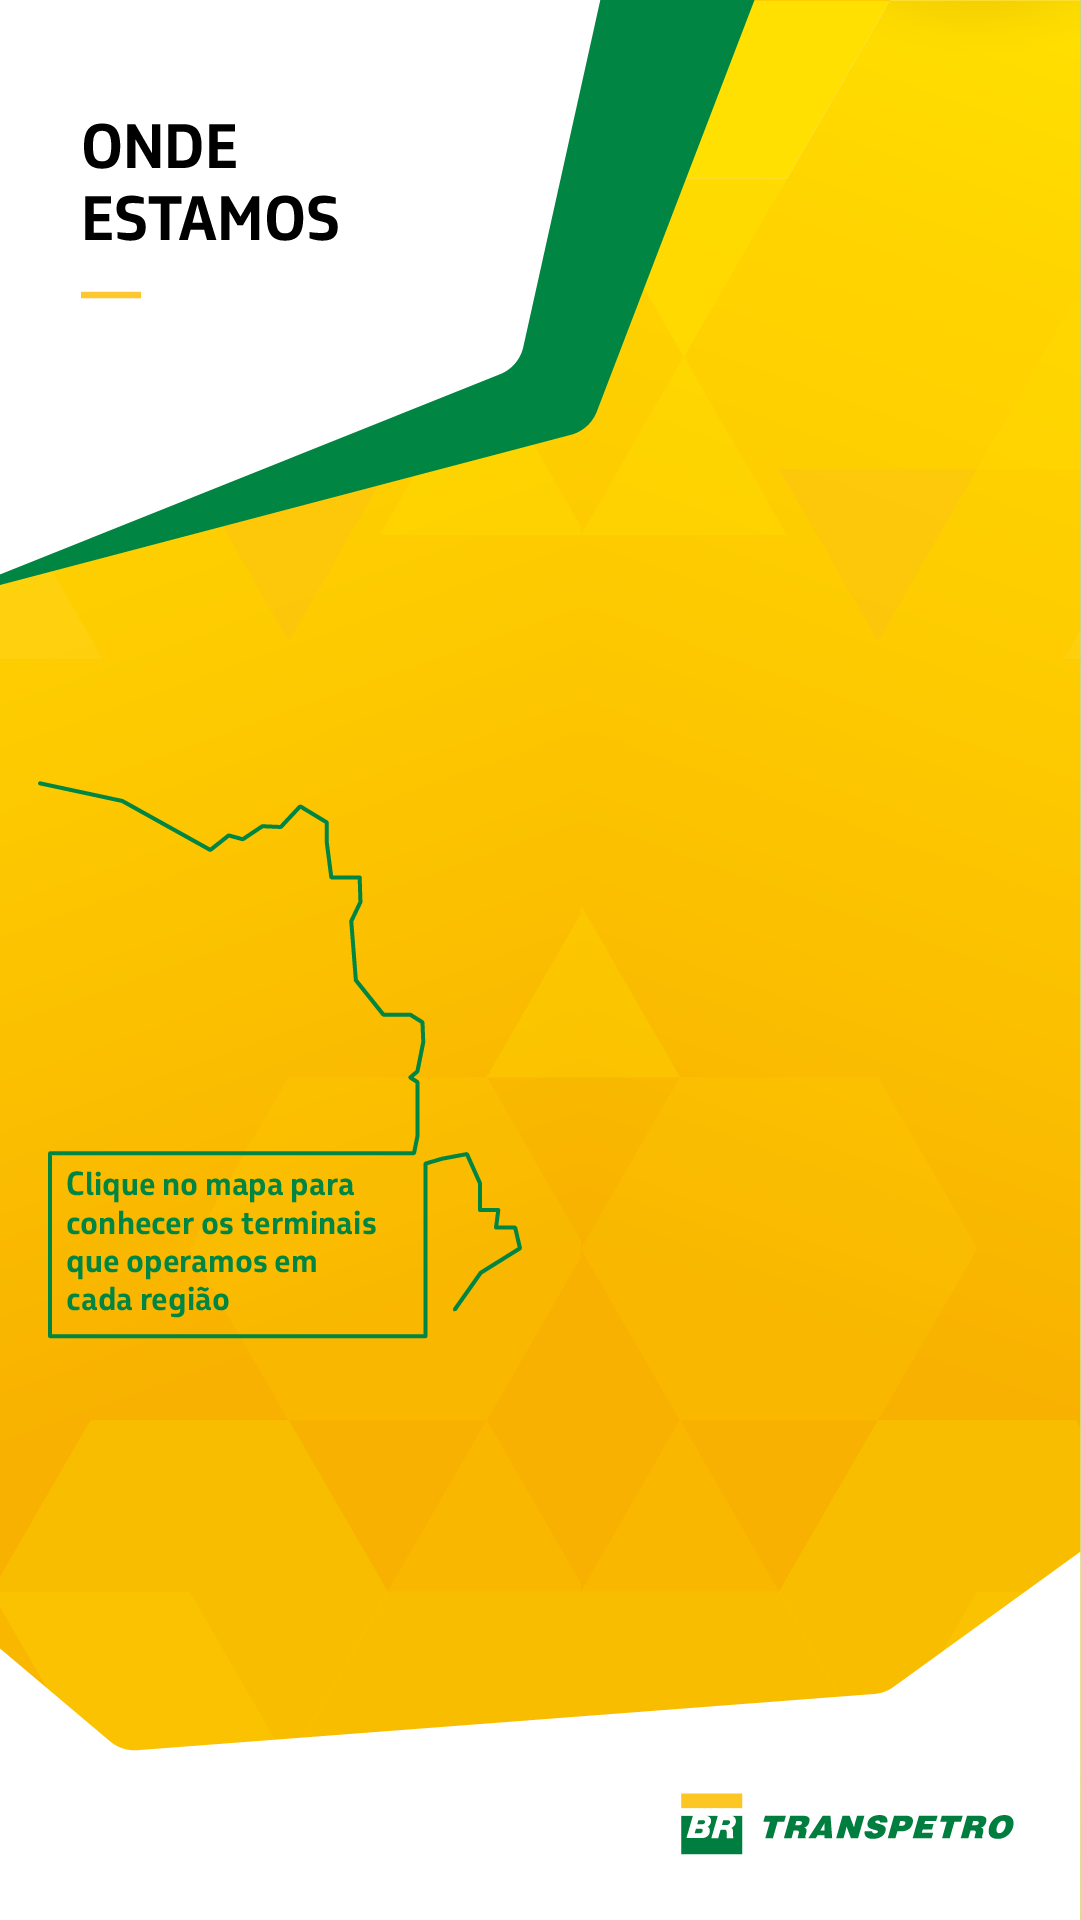 ONDE
ESTAMOS
Clique no mapa para
conhecer os terminais
que operamos em
cada região
BR TRANSPETRO